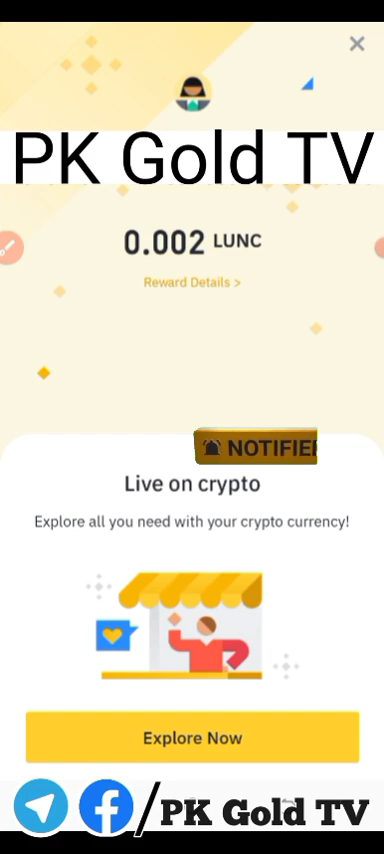 PK Gold TV
0.002 LUNC
Reward Details >
NOTIFIE
Live on crypto
Explore all you need with your crypto currency!
Explore Now
/PK Gold TV